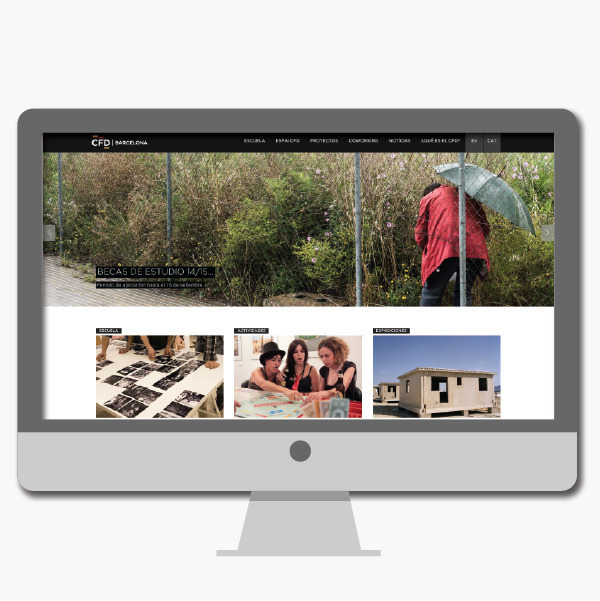 CFD | BARCELONA
ESCUELA ESPAI CFD PROYECTOS COWORKING NOTICIAS ¿QUÉ ES EL CFD? ES CAT
BECAS DE ESTUDIO 14/15...
Periodo de aplicación hasta el 15 de setiembre
ESCUELA ACTIVIDADES EXPOSICIONES